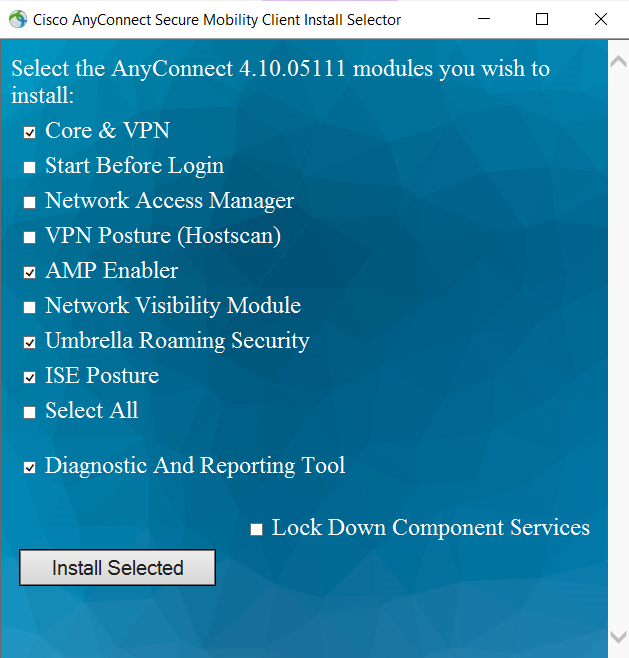 Cisco AnyConnect Secure Mobility Client Install Selector
Select the AnyConnect 4.10.05111 modules you wish to
install:
Core & VPN
Start Before Login
Network Access Manager
VPN Posture (Hostscan)
AMP Enabler
Network Visibility Module
Umbrella Roaming Security
ISE Posture
Select All
Diagnostic And Reporting Tool
Lock Down Component Services
Install Selected